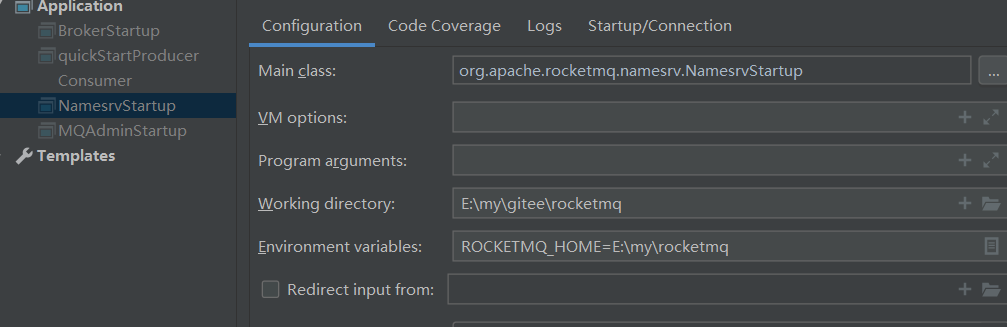 Application
BrokerStartup
quickStartProducer
Consumer
NamesrvStartup
MQAdminStartup
Templates
Configuration Code Coverage Logs Startup/Connection
Main class: org.apache.rocketmq.namesrv.NamesrvStartup ...
VM options:
Program arguments:
Working directory: E:\my\gitee\rocketmq
Environment variables: ROCKETMQ_HOME=E:\my\rocketmq
Redirect input from: